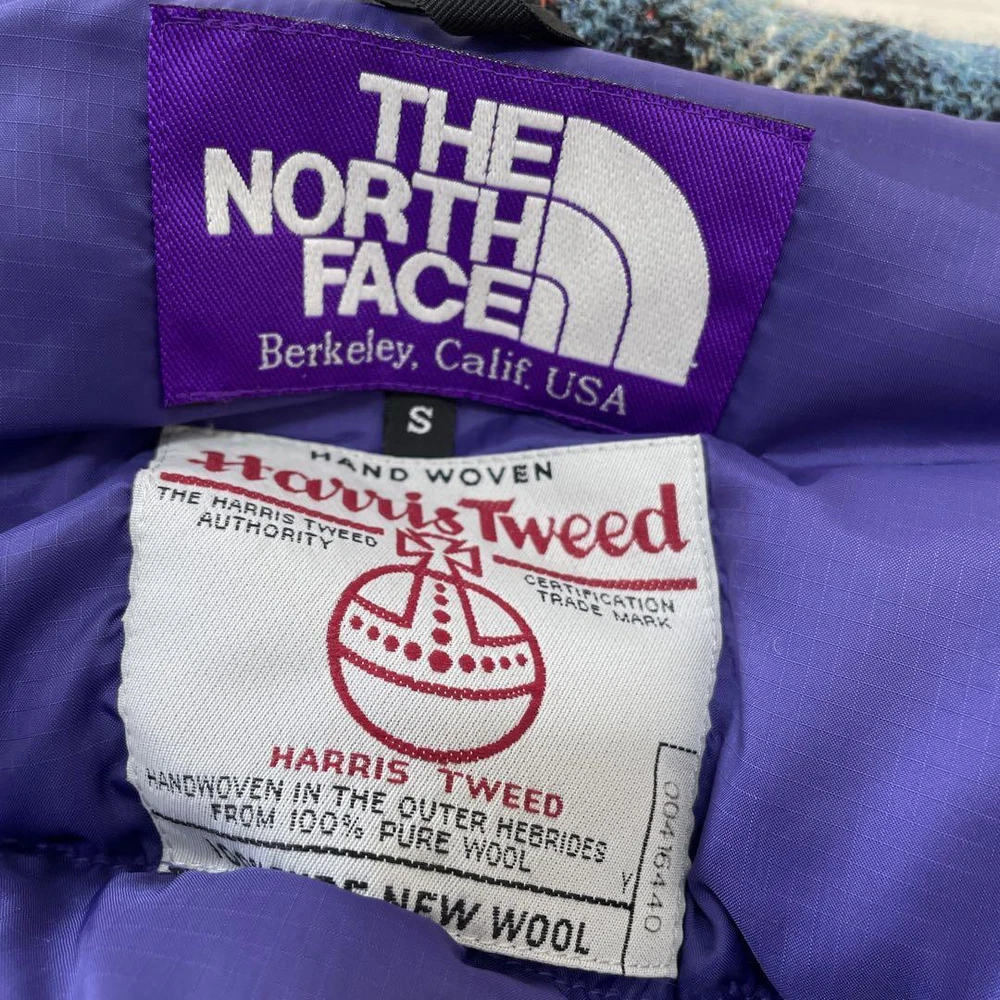 THE
NORTH
FACE
Berkeley, Calif. USA
S
HAND WOVEN
Harris Tweed
THE HARRIS TWEED
AUTHORITY
CERTIFICATION
TRADE MARK
HARRIS TWEED
HANDWOVEN IN THE OUTER HEBRIDES
FROM 100% PURE WOOL
NEW WOOL
V
00416440